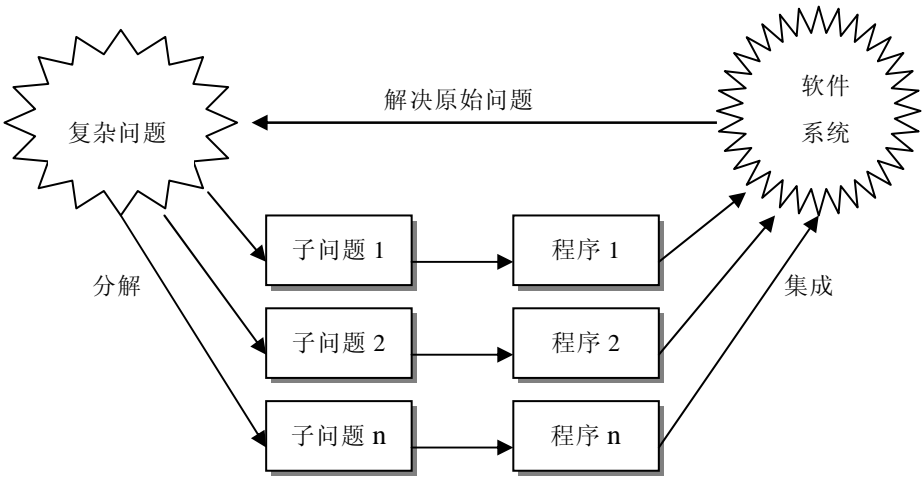 解决原始问题
复杂问题
软件
系统
子问题 1
程序 1
分解
集成
子问题 2
程序 2
子问题 n
程序 n